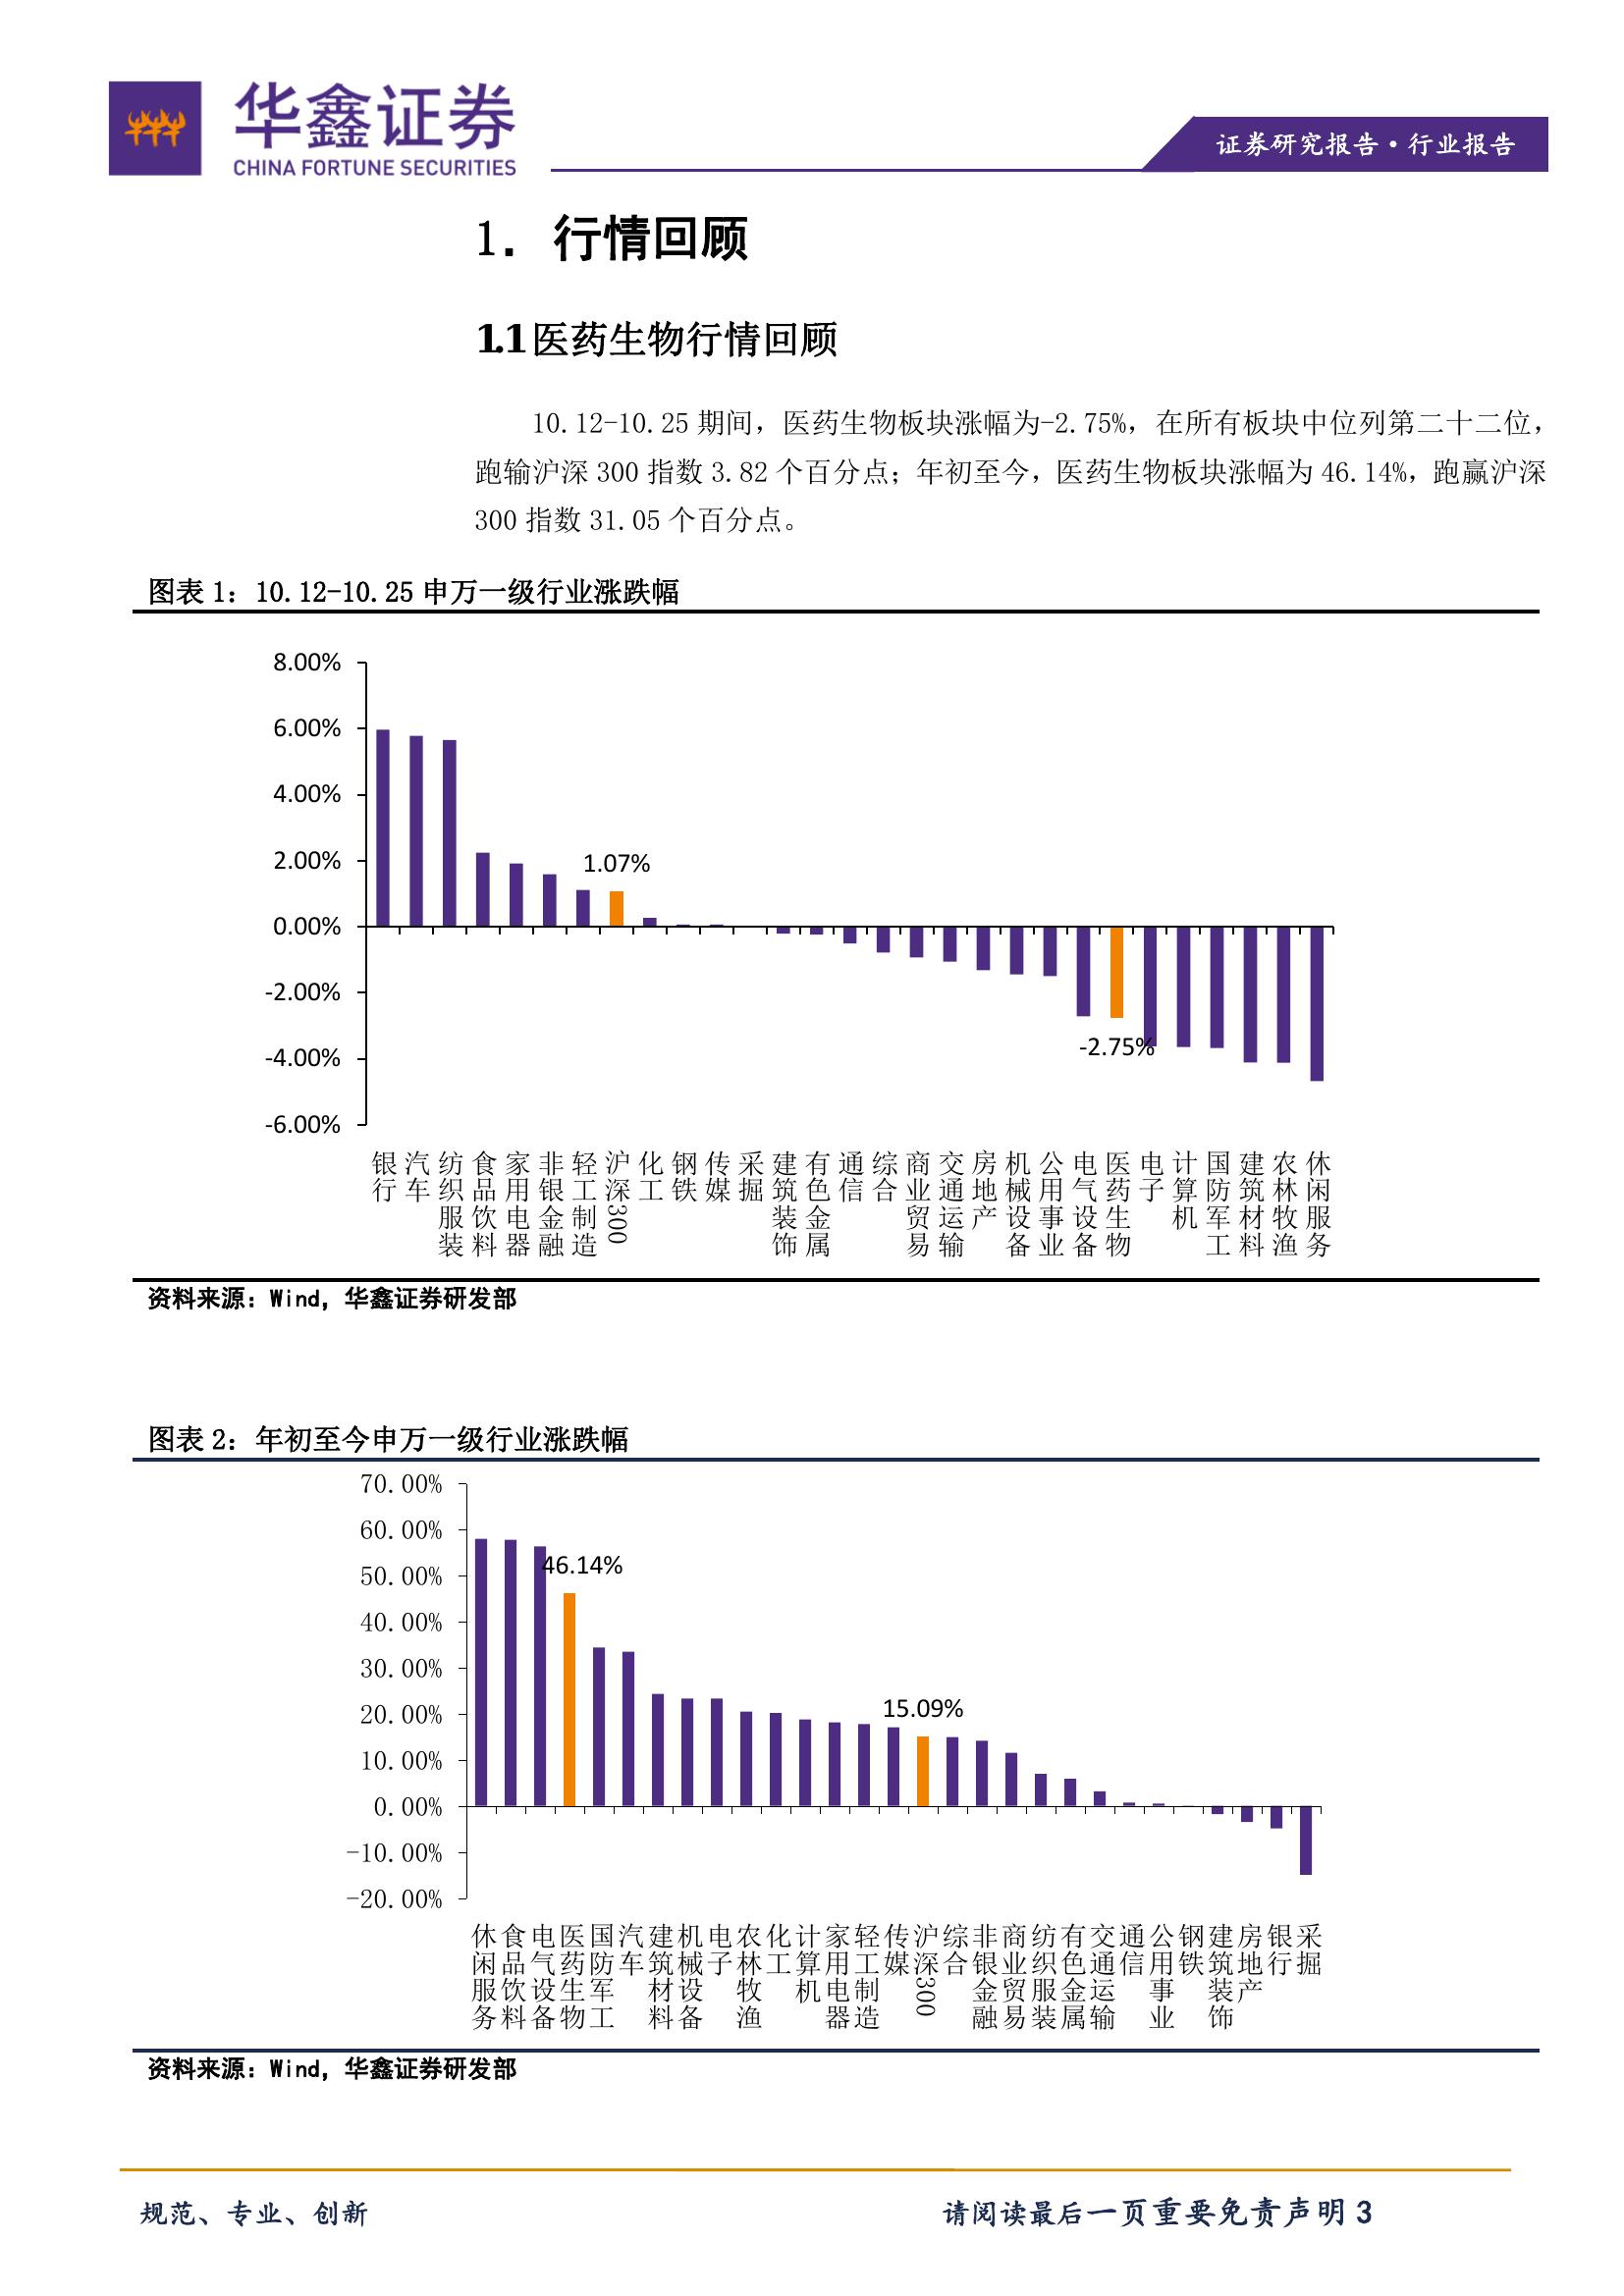 华鑫证券
CHINA FORTUNE SECURITIES
证券研究报告·行业报告
1. 行情回顾
1.1医药生物行情回顾
10.12-10.25 期间，医药生物板块涨幅为-2.75%，在所有板块中位列第二十二位，
跑输沪深 300 指数 3.82 个百分点；年初至今，医药生物板块涨幅为 46.14%，跑赢沪深
300 指数 31.05 个百分点。
图表 1：10.12-10.25 申万一级行业涨跌幅
8.00%
6.00%
4.00%
2.00%
0.00%
-2.00%
-4.00%
-6.00%
1.07%
-2.75%
银行
汽车
纺织服装
食品饮料
家用电器
非银金融
轻工制造
沪深300
化工
钢铁
传媒
采掘
建筑装饰
有色金属
通信
综合
商业贸易
交通运输
房地产
机械设备
公用事业
电气设备
医药生物
电子
计算机
国防军工
建筑材料
农林牧渔
休闲服务
资料来源：Wind，华鑫证券研发部
图表 2：年初至今申万一级行业涨跌幅
70.00%
60.00%
50.00%
40.00%
30.00%
20.00%
10.00%
0.00%
-10.00%
-20.00%
46.14%
15.09%
休闲服务
食品饮料
电气设备
医药生物
国防军工
汽车
建筑材料
机械设备
电子
农林牧渔
化工
计算机
家用电器
轻工制造
传媒
沪深300
综合
非银金融
商业贸易
纺织服装
有色金属
交通运输
通信
公用事业
钢铁
建筑装饰
房地产
银行
采掘
资料来源：Wind，华鑫证券研发部
规范、专业、创新
请阅读最后一页重要免责声明 3